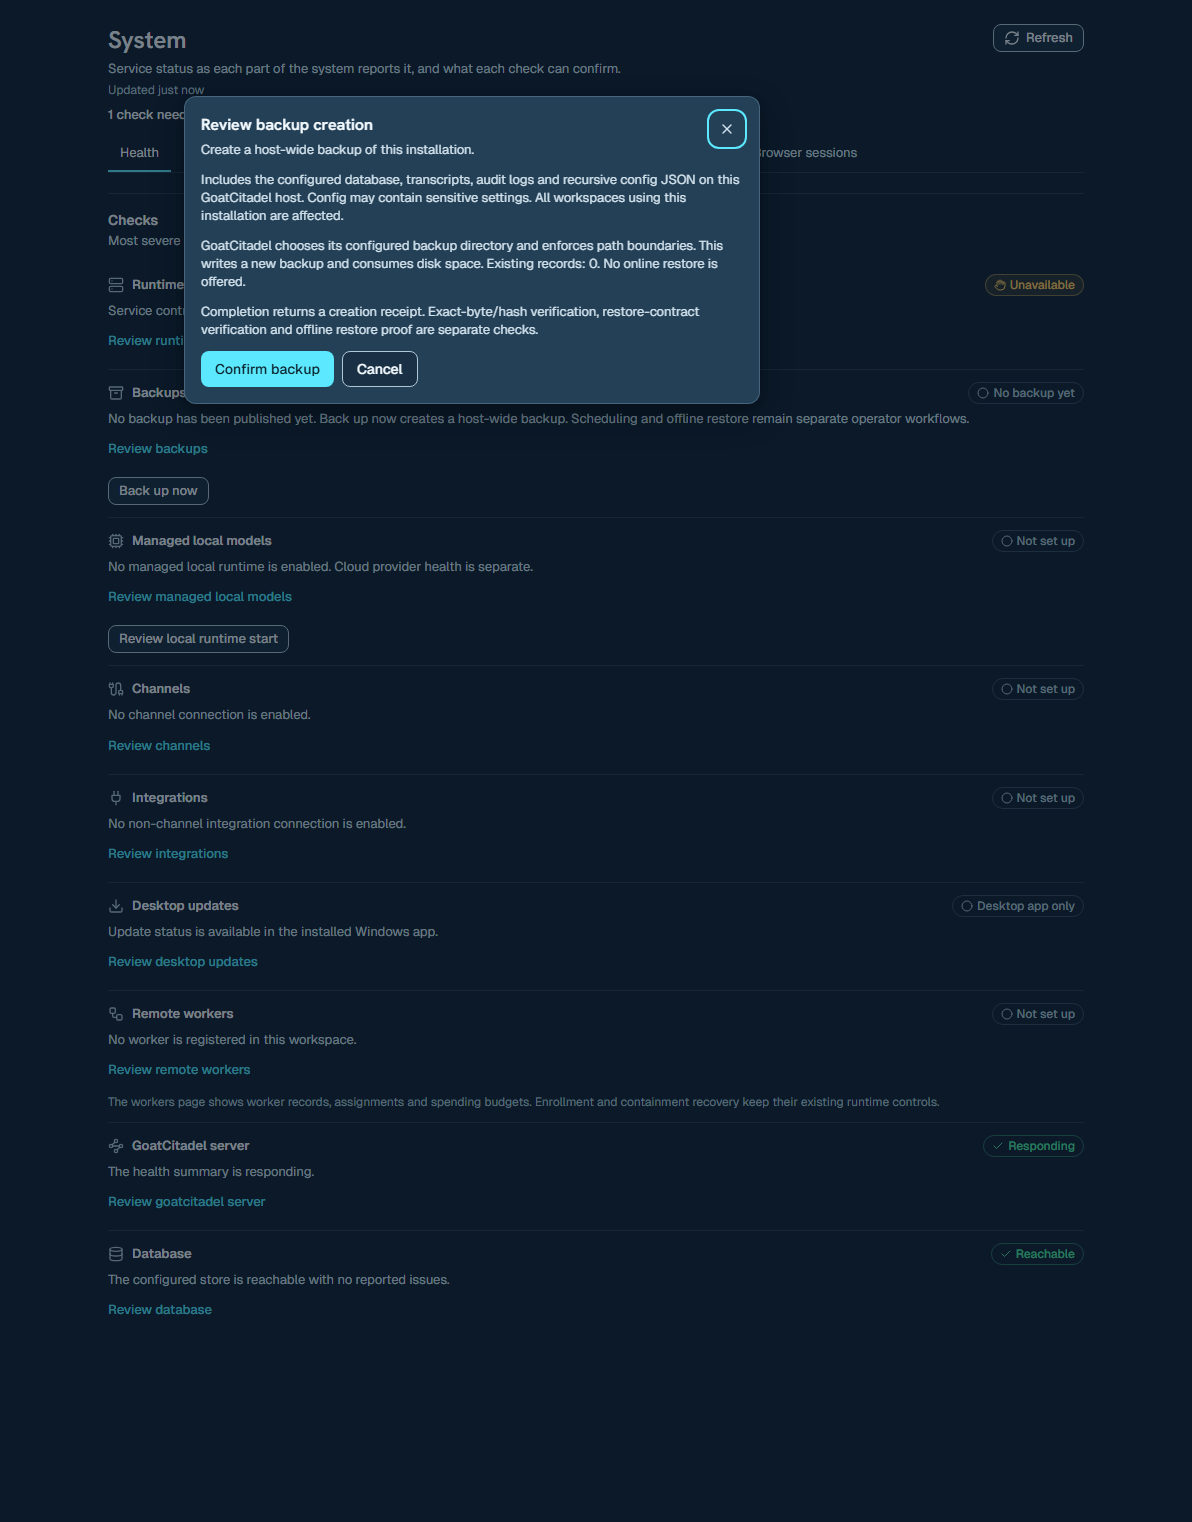 System
Refresh
Service status as each part of the system reports it, and what each check can confirm.
Updated just now
1 check
Review backup creation
Create a host-wide backup of this installation.
Includes the configured database, transcripts, audit logs and recursive config JSON on this
GoatCitadel host. Config may contain sensitive settings. All workspaces using this
installation are affected.
GoatCitadel chooses its configured backup directory and enforces path boundaries. This
writes a new backup and consumes disk space. Existing records: 0. No online restore is
offered.
Completion returns a creation receipt. Exact-byte/hash verification, restore-contract
verification and offline restore proof are separate checks.
Confirm backup
Cancel
Health
Browser sessions
Checks
Most severe
Runtime
Unavailable
Service
Review
Backups
No backup yet
No backup has been published yet. Back up now creates a host-wide backup. Scheduling and offline restore remain separate operator workflows.
Review backups
Back up now
Managed local models
Not set up
No managed local runtime is enabled. Cloud provider health is separate.
Review managed local models
Review local runtime start
Channels
Not set up
No channel connection is enabled.
Review channels
Integrations
Not set up
No non-channel integration connection is enabled.
Review integrations
Desktop updates
Desktop app only
Update status is available in the installed Windows app.
Review desktop updates
Remote workers
Not set up
No worker is registered in this workspace.
Review remote workers
The workers page shows worker records, assignments and spending budgets. Enrollment and containment recovery keep their existing runtime controls.
GoatCitadel server
Responding
The health summary is responding.
Review goatcitadel server
Database
Reachable
The configured store is reachable with no reported issues.
Review database